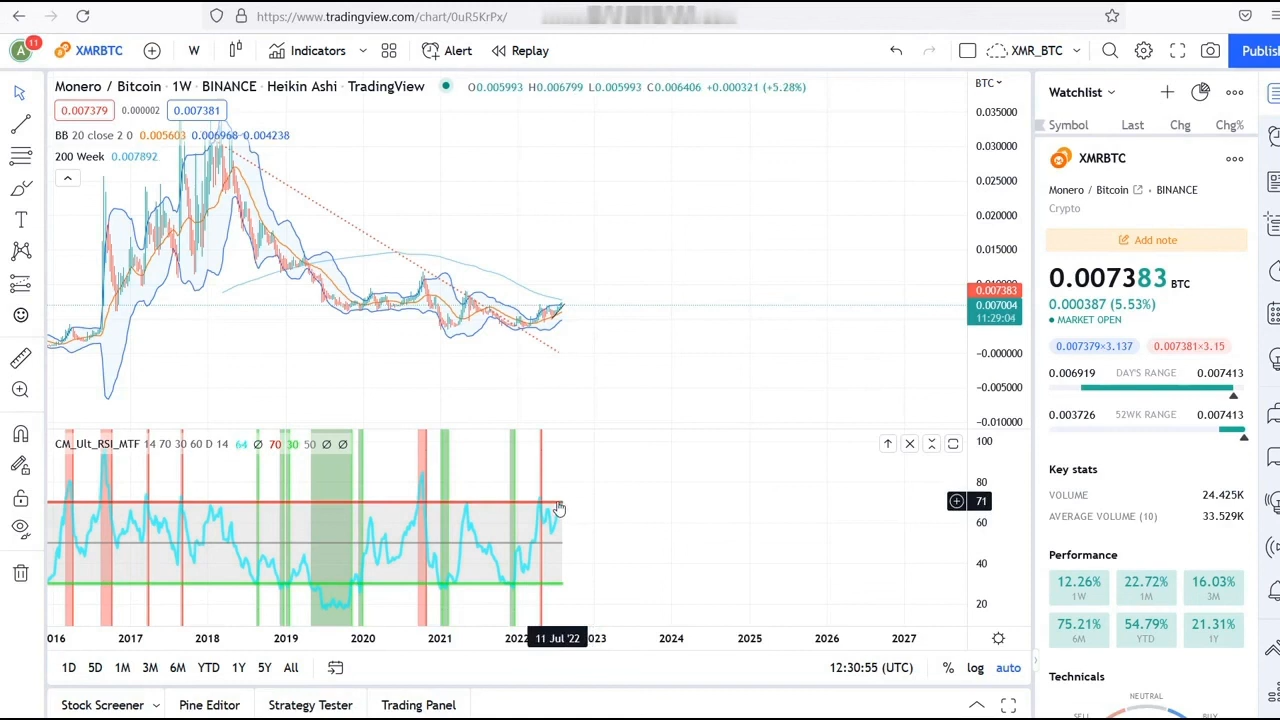 https://www.tradingview.com/chart/0uR5KrPx/
A 11 XMRBTC W Indicators Alert Replay XMR_BTC Publish
Monero / Bitcoin · 1W · BINANCE · Heikin Ashi · TradingView O0.005993 H0.006799 L0.005993 C0.006406 +0.000321 (+5.28%)
0.007379 0.000002 0.007381
BB 20 close 2 0 0.005603 0.006968 0.004238
200 Week 0.007892
BTC
0.035000
0.030000
0.025000
0.020000
0.015000
0.007383
0.007004
11:29:04
−0.000000
−0.005000
−0.010000
CM_Ult_RSI_MTF 14 70 30 60 D 14 64 ∅ 70 30 50 ∅ ∅
100
80
71
60
40
20
016 2017 2018 2019 2020 2021 2022 11 Jul '22 023 2024 2025 2026 2027
1D 5D 1M 3M 6M YTD 1Y 5Y All 12:30:55 (UTC) % log auto
Stock Screener Pine Editor Strategy Tester Trading Panel
Watchlist
Symbol Last Chg Chg%
XMRBTC
Monero / Bitcoin · BINANCE
Crypto
Add note
0.007383 BTC
0.000387 (5.53%)
MARKET OPEN
0.007379×3.137 0.007381×3.15
0.006919 DAY'S RANGE 0.007413
0.003726 52WK RANGE 0.007413
Key stats
VOLUME 24.425K
AVERAGE VOLUME (10) 33.529K
Performance
12.26% 22.72% 16.03%
1W 1M 3M
75.21% 54.79% 21.31%
6M YTD 1Y
Technicals
NEUTRAL
SELL BUY